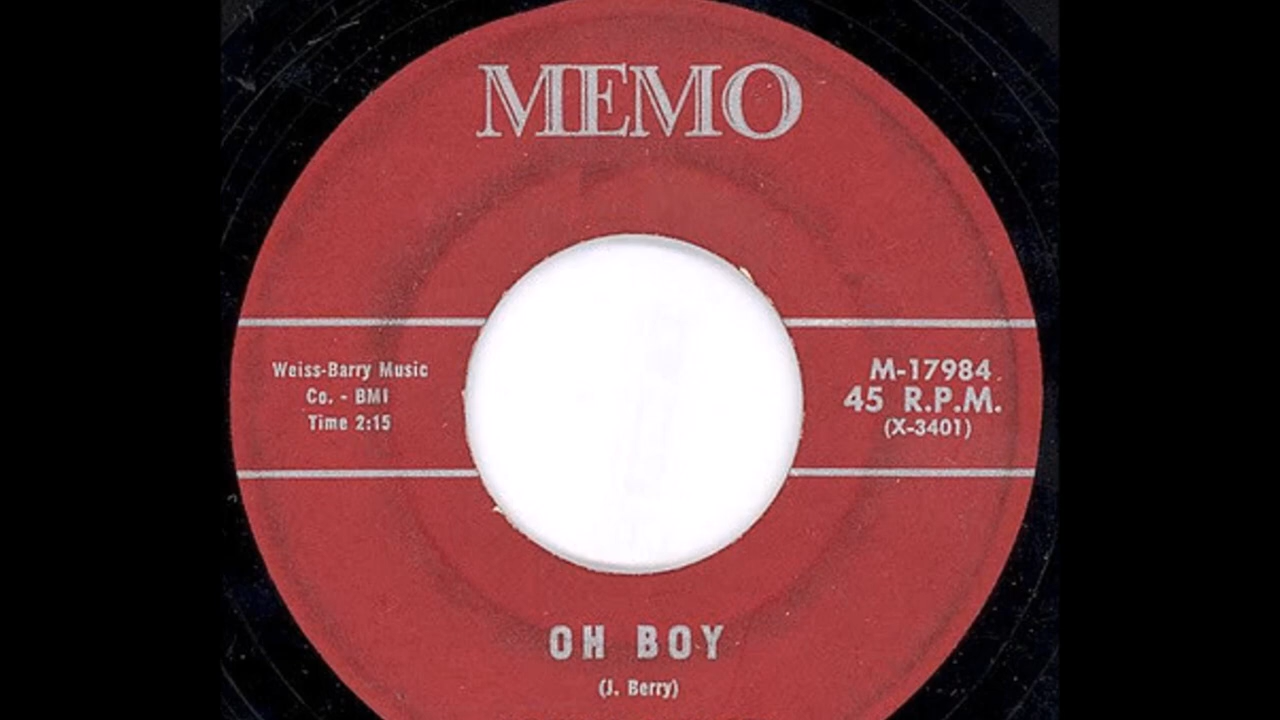 MEMO
Weiss-Barry Music
Co. - BMI
Time 2:15
M-17984
45 R.P.M.
(X-3401)
OH BOY
(J. Berry)